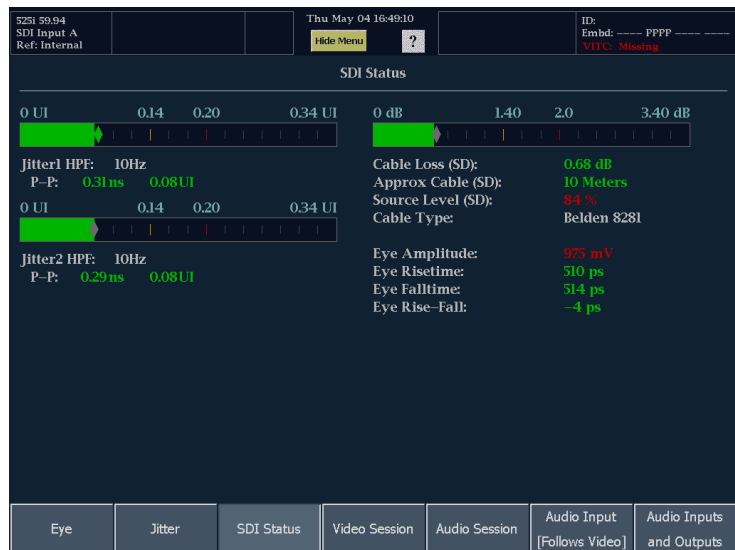 525i 59.94
SDI Input A
Ref: Internal
Thu May 04 16:49:10
Hide Menu
?
ID:
Embd: –––– PPPP –––– ––––
VITC: Missing
SDI Status
0 UI 0.14 0.20 0.34 UI
Jitter1 HPF: 10Hz
P–P: 0.31ns 0.08UI
0 UI 0.14 0.20 0.34 UI
Jitter2 HPF: 10Hz
P–P: 0.29ns 0.08UI
0 dB 1.40 2.0 3.40 dB
Cable Loss (SD): 0.68 dB
Approx Cable (SD): 10 Meters
Source Level (SD): 84 %
Cable Type: Belden 8281
Eye Amplitude: 975 mV
Eye Risetime: 510 ps
Eye Falltime: 514 ps
Eye Rise–Fall: –4 ps
Eye
Jitter
SDI Status
Video Session
Audio Session
Audio Input
[Follows Video]
Audio Inputs
and Outputs